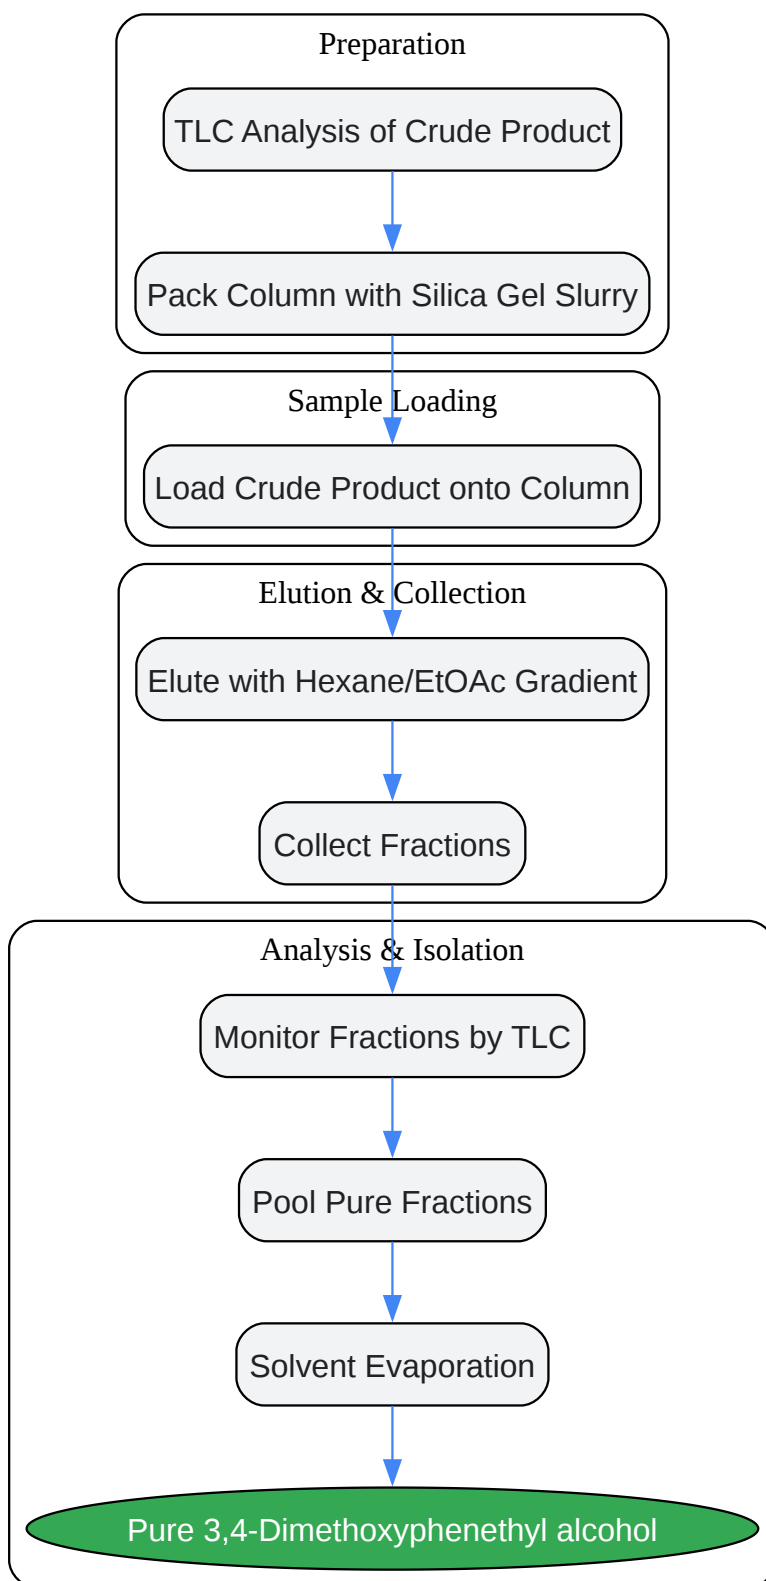 Preparation
TLC Analysis of Crude Product
Pack Column with Silica Gel Slurry
Sample Loading
Load Crude Product onto Column
Elution & Collection
Elute with Hexane/EtOAc Gradient
Collect Fractions
Analysis & Isolation
Monitor Fractions by TLC
Pool Pure Fractions
Solvent Evaporation
Pure 3,4-Dimethoxyphenethyl alcohol